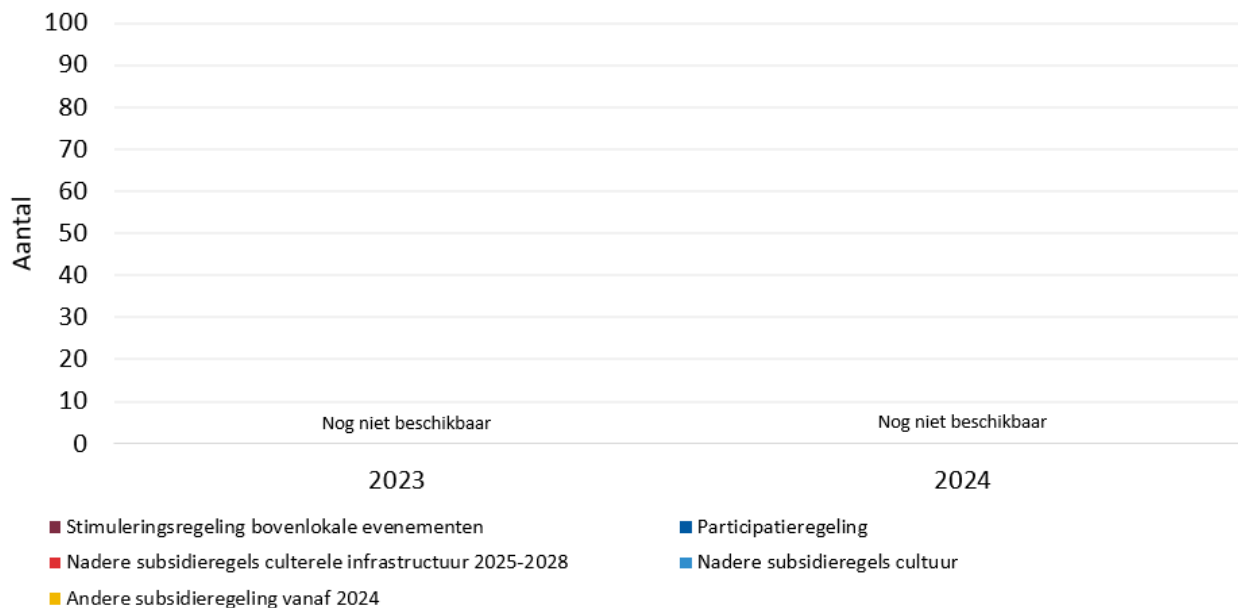 100
90
80
70
60
50
40
30
20
10
0
Aantal
Nog niet beschikbaar
Nog niet beschikbaar
2023
2024
Stimuleringsregeling bovenlokale evenementen
Participatieregeling
Nadere subsidieregels culterele infrastructuur 2025-2028
Nadere subsidieregels cultuur
Andere subsidieregeling vanaf 2024